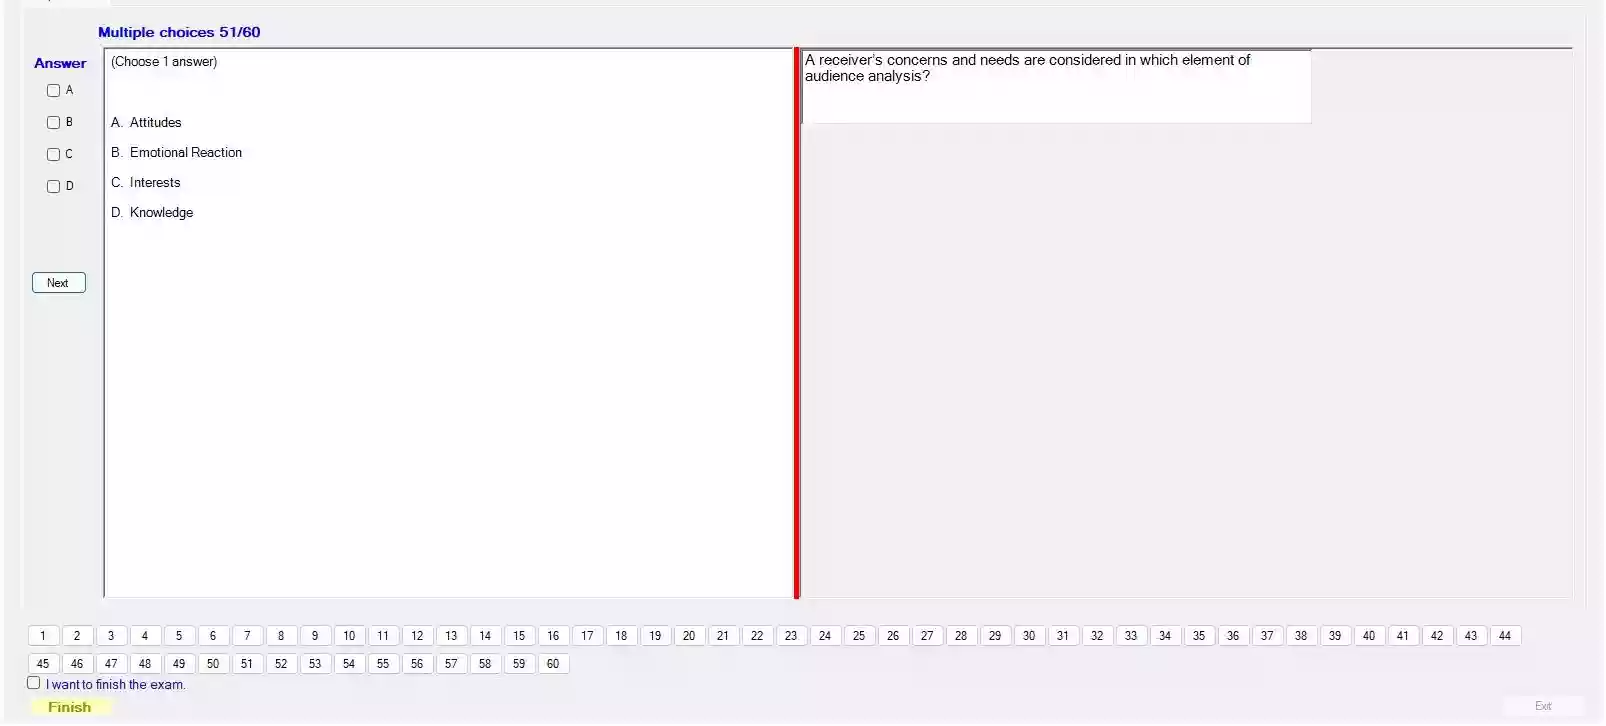 Multiple choices 51/60
Answer
A
B
C
D
Next
(Choose 1 answer)
A. Attitudes
B. Emotional Reaction
C. Interests
D. Knowledge
A receiver's concerns and needs are considered in which element of
audience analysis?
1 2 3 4 5 6 7 8 9 10 11 12 13 14 15 16 17 18 19 20 21 22 23 24 25 26 27 28 29 30 31 32 33 34 35 36 37 38 39 40 41 42 43 44
45 46 47 48 49 50 51 52 53 54 55 56 57 58 59 60
I want to finish the exam.
Finish
Exit